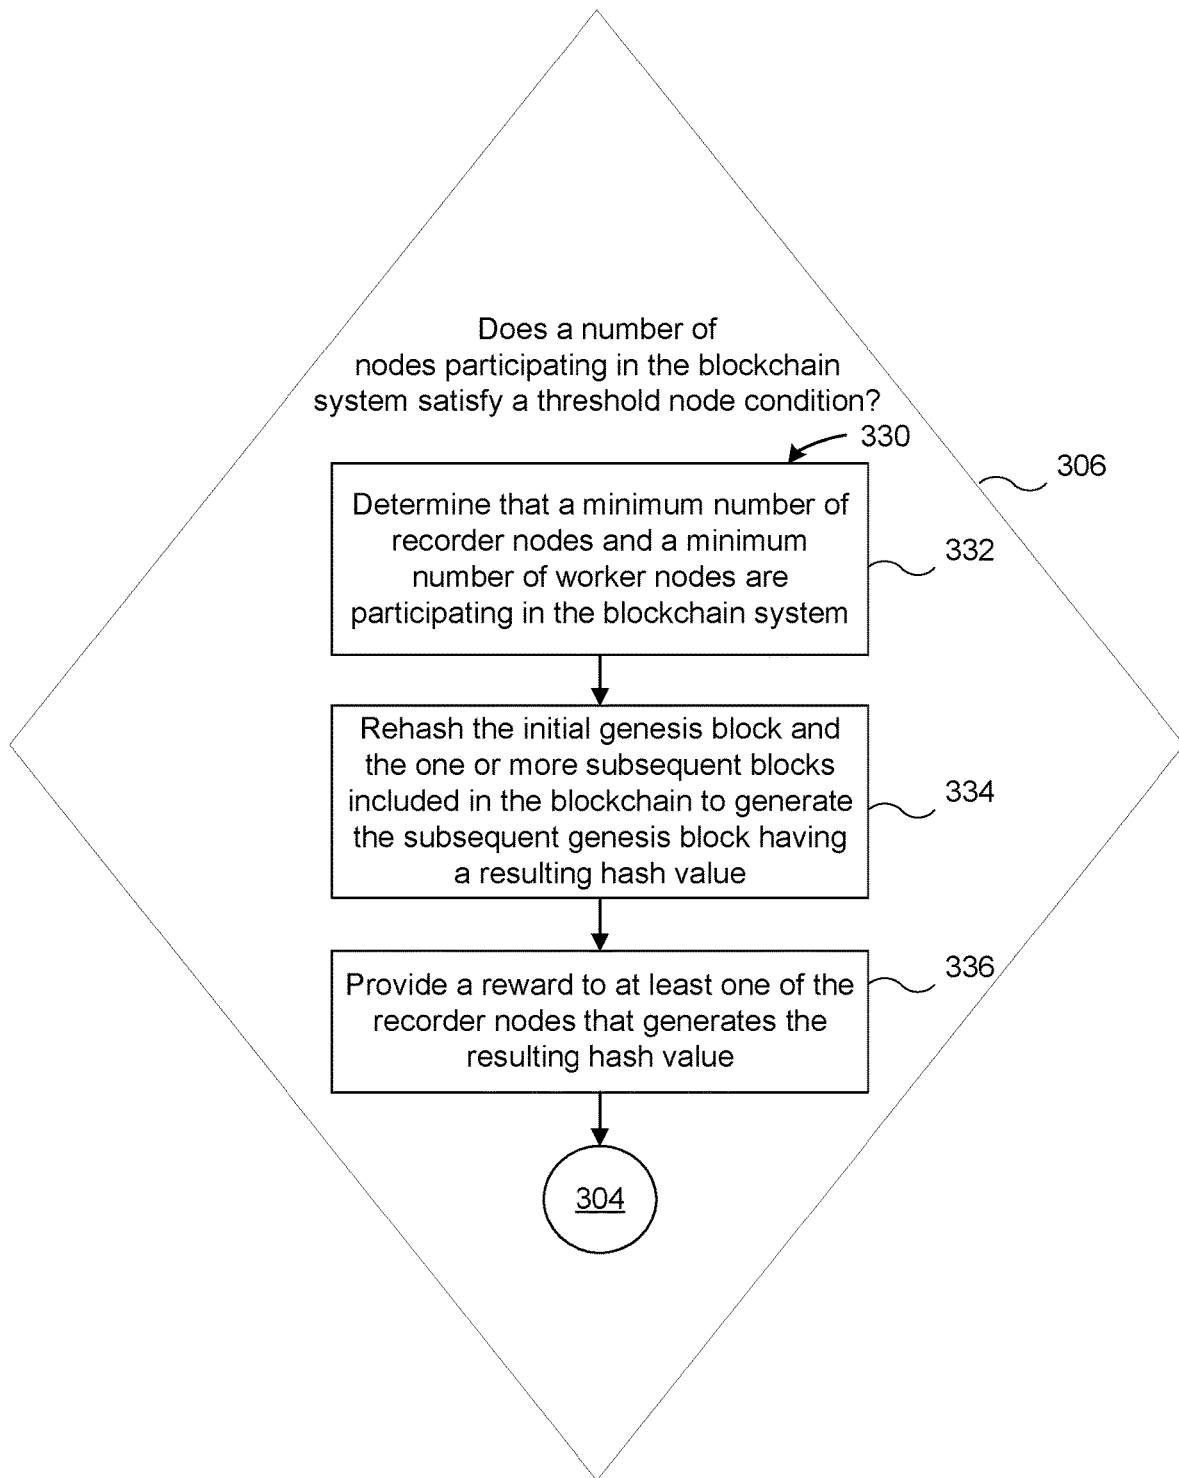 Does a number of
nodes participating in the blockchain
system satisfy a threshold node condition?
330
306
Determine that a minimum number of
recorder nodes and a minimum
number of worker nodes are
participating in the blockchain system
332
Rehash the initial genesis block and
the one or more subsequent blocks
included in the blockchain to generate
the subsequent genesis block having
a resulting hash value
334
Provide a reward to at least one of the
recorder nodes that generates the
resulting hash value
336
304